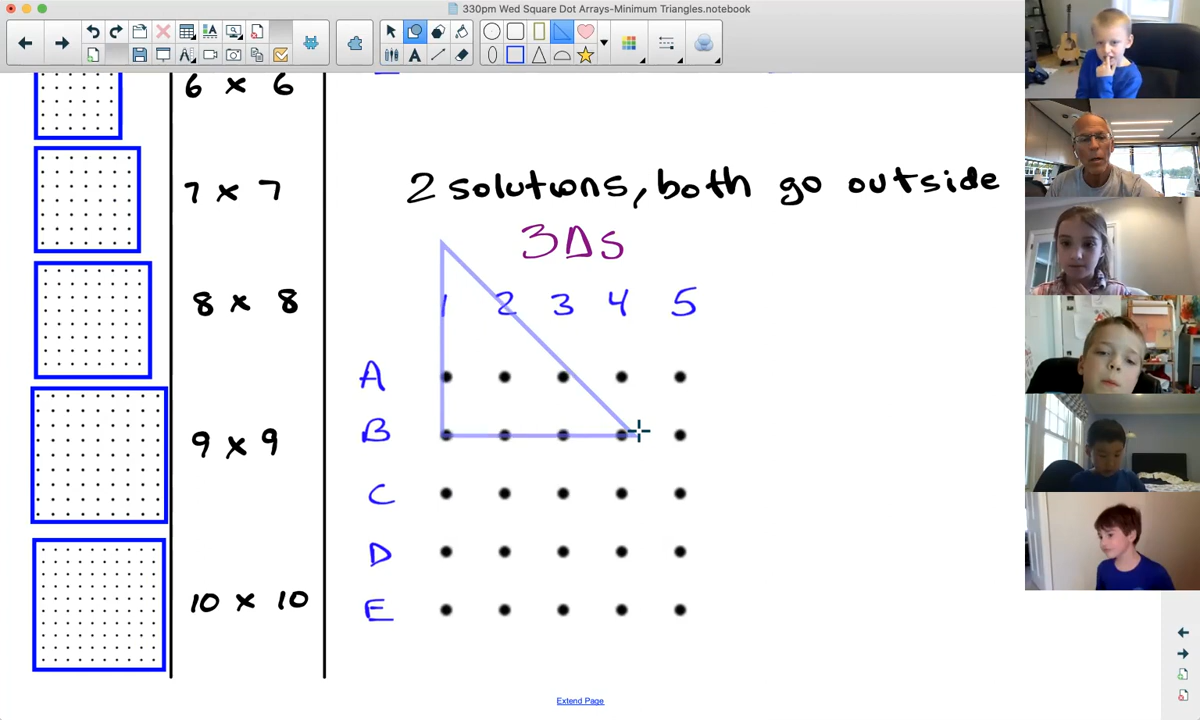 330pm Wed Square Dot Arrays-Minimum Triangles.notebook
6 x 6
7 x 7
8 x 8
9 x 9
10 x 10
2 solutions, both go outside
3Δs
1 2 3 4 5
A
B
C
D
E
Extend Page